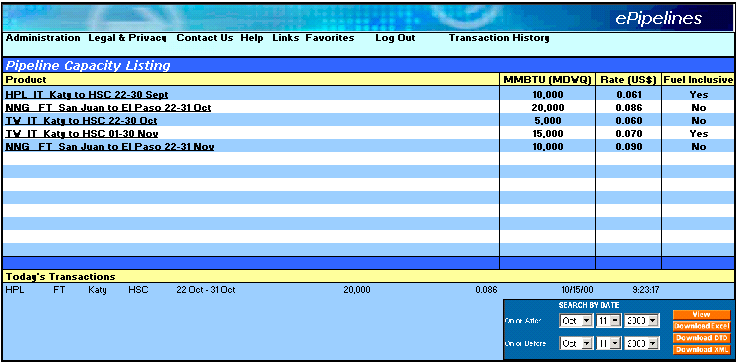 ePipelines
Administration Legal & Privacy Contact Us Help Links Favorites Log Out Transaction History
Pipeline Capacity Listing
Product MMBTU (MDVQ) Rate (US$) Fuel Inclusive
HPL IT Katy to HSC 22-30 Sept 10,000 0.061 Yes
NNG FT San Juan to El Paso 22-31 Oct 20,000 0.086 No
TW IT Katy to HSC 22-30 Oct 5,000 0.060 No
TW IT Katy to HSC 01-30 Nov 15,000 0.070 Yes
NNG FT San Juan to El Paso 22-31 Nov 10,000 0.090 No
Today's Transactions
HPL FT Katy HSC 22 Oct - 31 Oct 20,000 0.086 10/15/00 9:23:17
SEARCH BY DATE
On or After Oct 11 2000 View
Download Excel
On or Before Oct 11 2000 Download DTD
Download XML